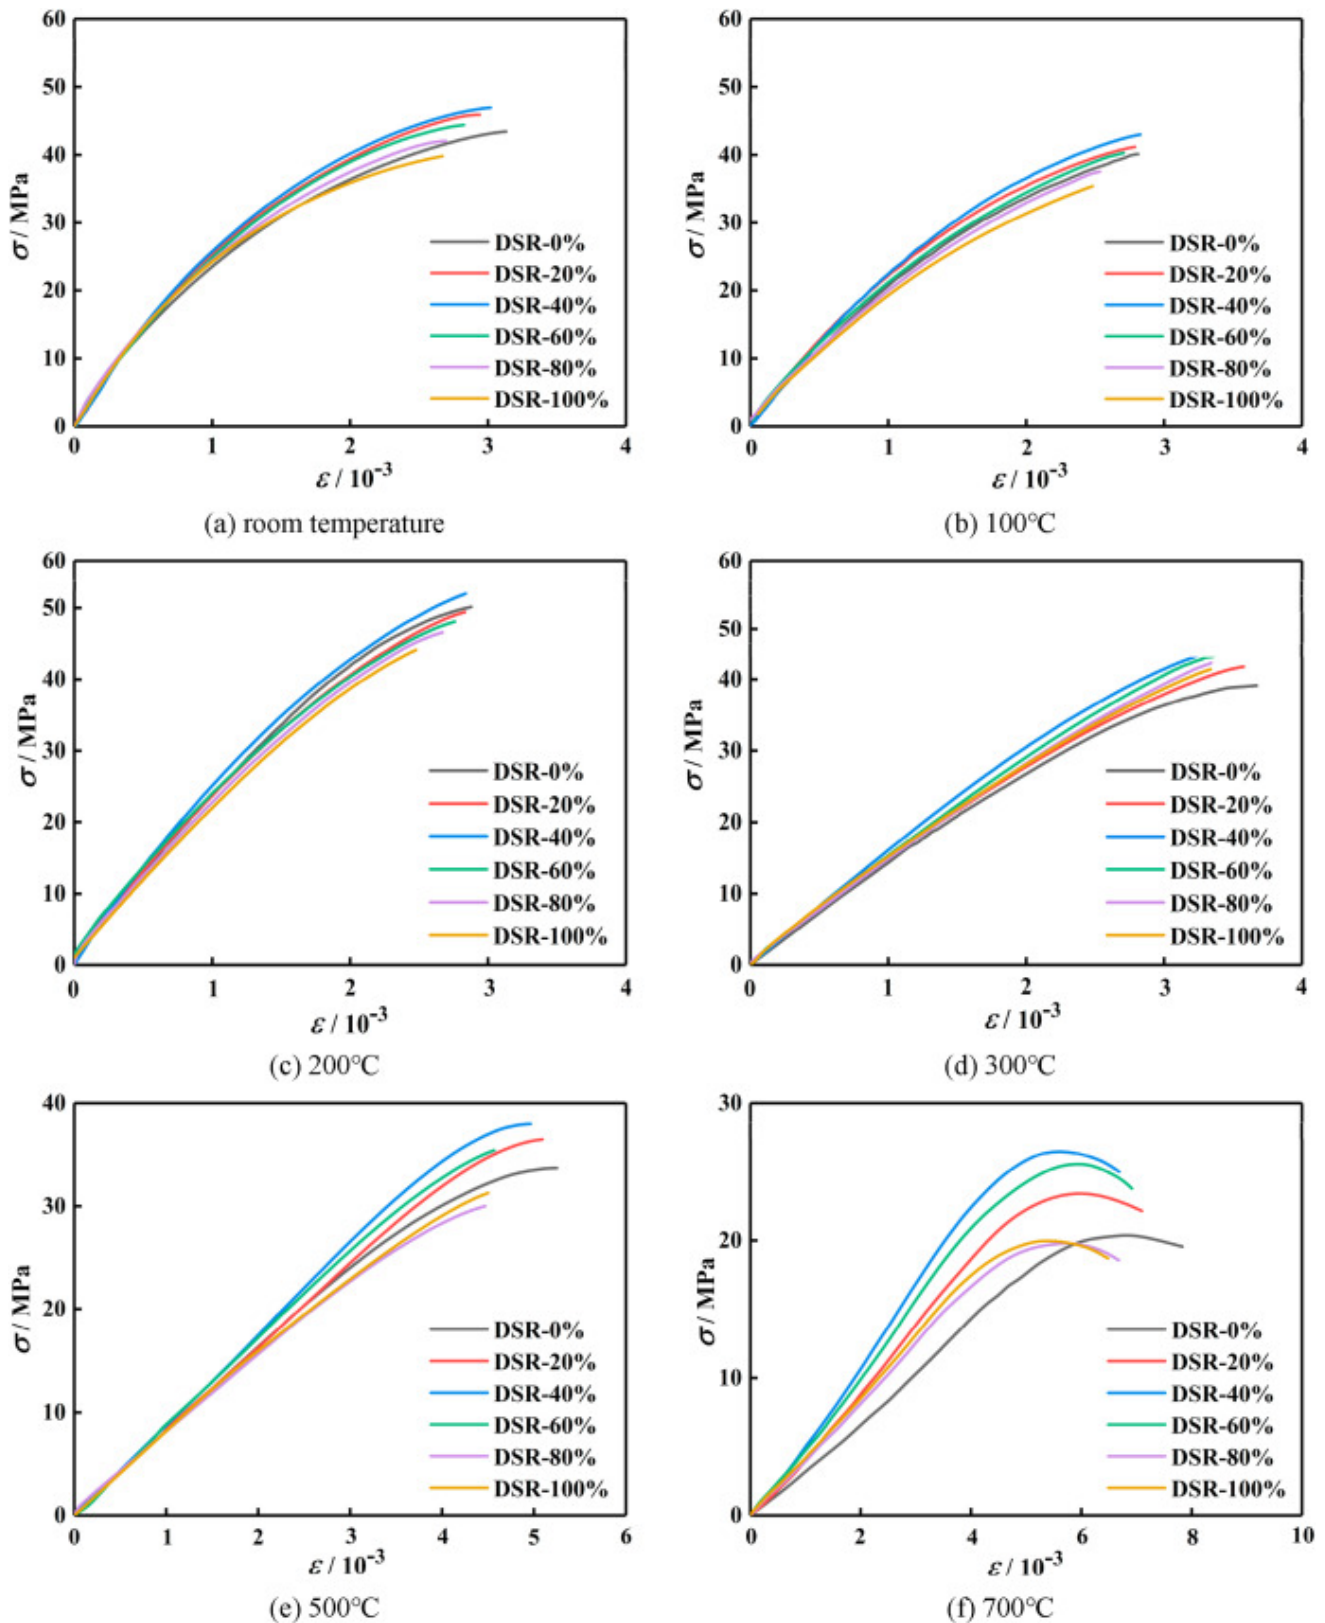 60
50
40
30
20
10
0
σ / MPa
DSR-0%
DSR-20%
DSR-40%
DSR-60%
DSR-80%
DSR-100%
0 1 2 3 4
ε / 10⁻³
(a) room temperature
60
50
40
30
20
10
0
σ / MPa
DSR-0%
DSR-20%
DSR-40%
DSR-60%
DSR-80%
DSR-100%
0 1 2 3 4
ε / 10⁻³
(b) 100°C
60
50
40
30
20
10
0
σ / MPa
DSR-0%
DSR-20%
DSR-40%
DSR-60%
DSR-80%
DSR-100%
0 1 2 3 4
ε / 10⁻³
(c) 200°C
60
50
40
30
20
10
0
σ / MPa
DSR-0%
DSR-20%
DSR-40%
DSR-60%
DSR-80%
DSR-100%
0 1 2 3 4
ε / 10⁻³
(d) 300°C
40
30
20
10
0
σ / MPa
DSR-0%
DSR-20%
DSR-40%
DSR-60%
DSR-80%
DSR-100%
0 1 2 3 4 5 6
ε / 10⁻³
(e) 500°C
30
20
10
0
σ / MPa
DSR-0%
DSR-20%
DSR-40%
DSR-60%
DSR-80%
DSR-100%
0 2 4 6 8 10
ε / 10⁻³
(f) 700°C